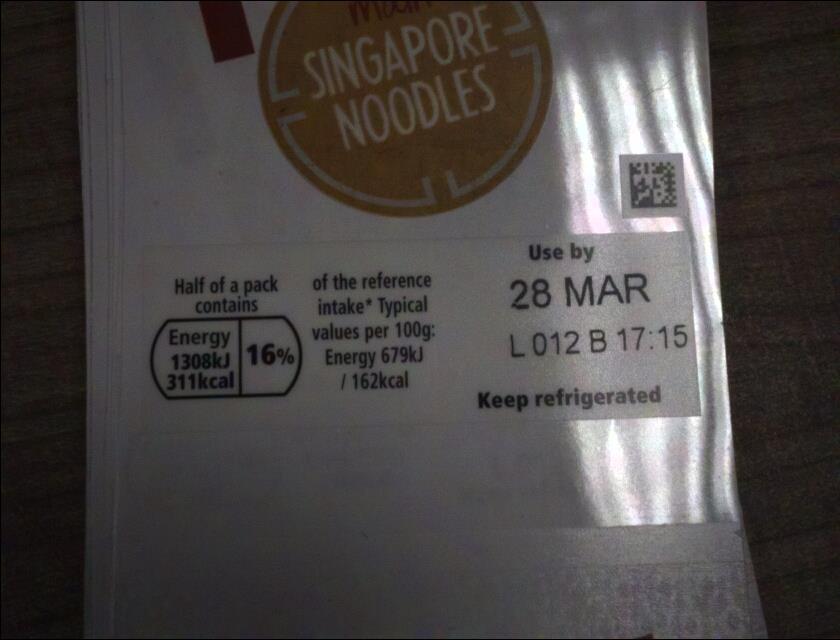 SINGAPORE
NOODLES
Half of a pack
contains
Energy
1308kJ
311kcal
16%
of the reference
intake* Typical
values per 100g:
Energy 679kJ
/ 162kcal
Use by
28 MAR
L 012 B 17:15
Keep refrigerated